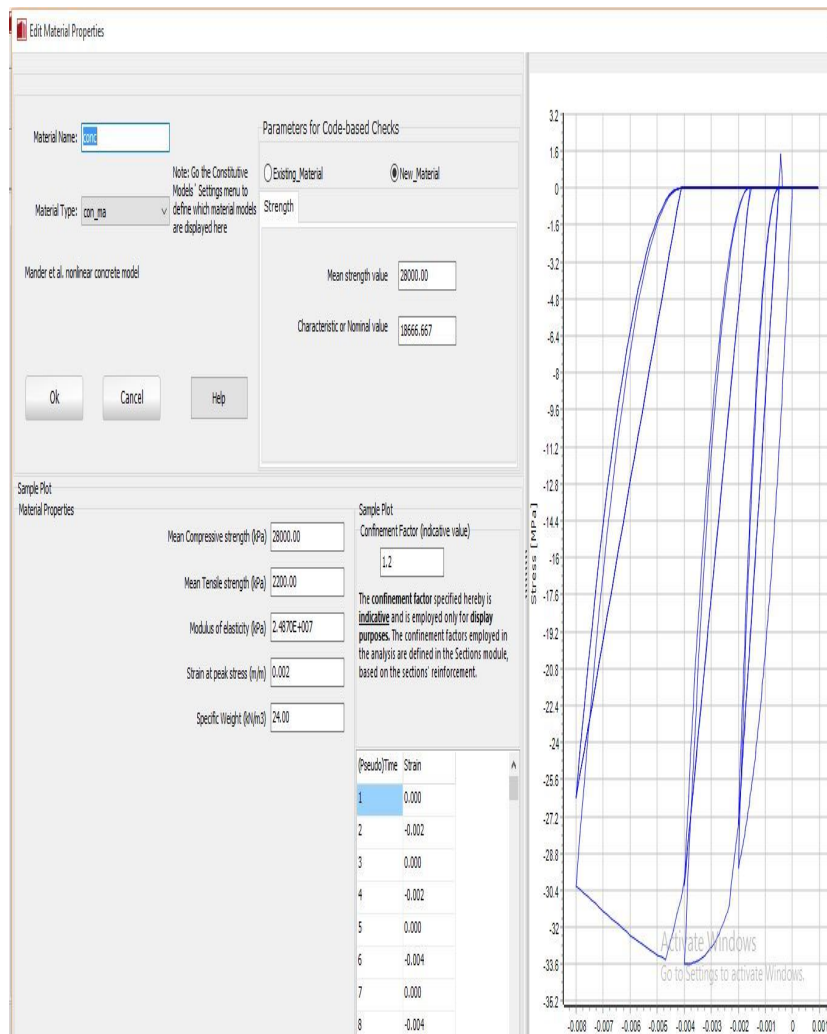 Edit Material Properties
Material Name: conc
Material Type: con_ma
Note: Go the Constitutive
Models` Settings menu to
define which material models
are displayed here
Mander et al. nonlinear concrete model
Ok
Cancel
Help
Parameters for Code-based Checks
Existing_Material
New_Material
Strength
Mean strength value 28000.00
Characteristic or Nominal value 18666.667
Sample Plot
Material Properties
Mean Compressive strength (kPa) 28000.00
Mean Tensile strength (kPa) 2200.00
Modulus of elasticity (kPa) 2.4870E+007
Strain at peak stress (m/m) 0.002
Specific Weight (kN/m3) 24.00
Sample Plot
Confinement Factor (indicative value)
1.2
The confinement factor specified hereby is
indicative and is employed only for display
purposes. The confinement factors employed in
the analysis are defined in the Sections module,
based on the sections' reinforcement.
(Pseudo)Time Strain
1 0.000
2 -0.002
3 0.000
4 -0.002
5 0.000
6 -0.004
7 0.000
8 -0.004
Stress [MPa]
3.2
1.6
0
-1.6
-3.2
-4.8
-6.4
-8
-9.6
-11.2
-12.8
-14.4
-16
-17.6
-19.2
-20.8
-22.4
-24
-25.6
-27.2
-28.8
-30.4
-32
-33.6
-35.2
-0.008 -0.007 -0.006 -0.005 -0.004 -0.003 -0.002 -0.001 0 0.001
Activate Windows
Go to Settings to activate Windows.